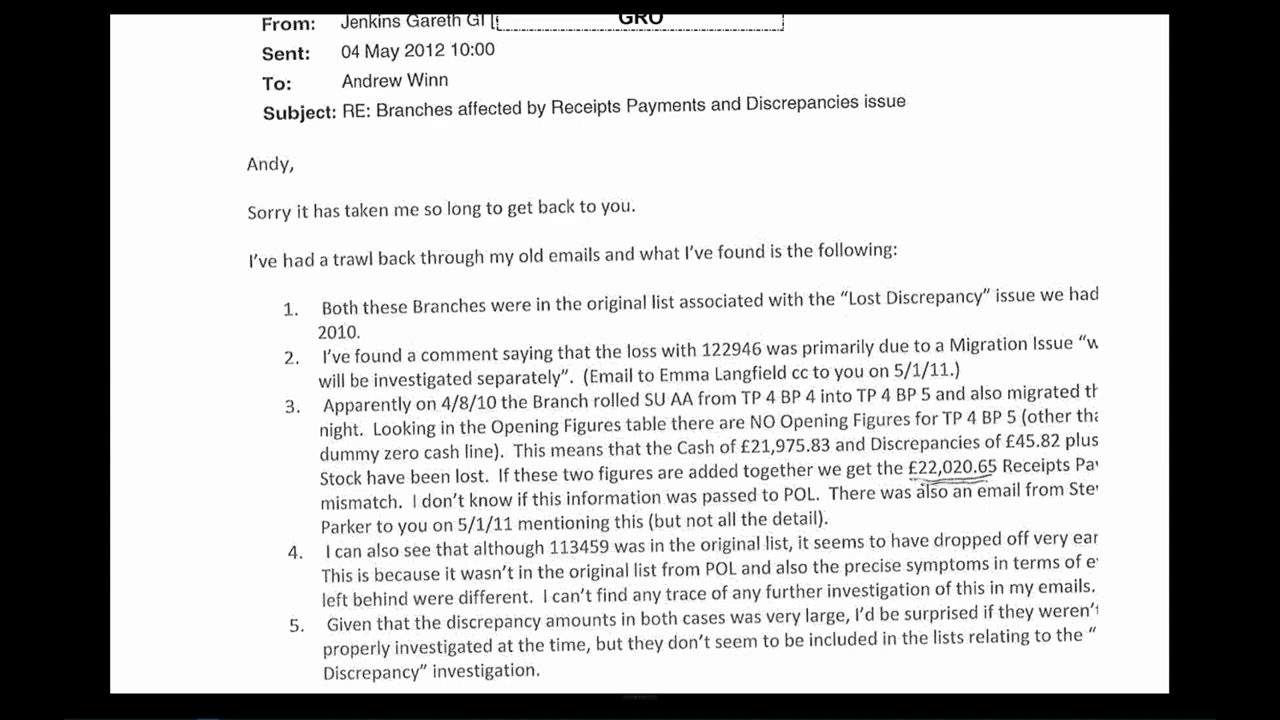 From: Jenkins Gareth GI
GRO
Sent: 04 May 2012 10:00
To: Andrew Winn
Subject: RE: Branches affected by Receipts Payments and Discrepancies issue
Andy,
Sorry it has taken me so long to get back to you.
I've had a trawl back through my old emails and what I've found is the following:
1. Both these Branches were in the original list associated with the “Lost Discrepancy” issue we had
2010.
2. I've found a comment saying that the loss with 122946 was primarily due to a Migration Issue “w
will be investigated separately”. (Email to Emma Langfield cc to you on 5/1/11.)
3. Apparently on 4/8/10 the Branch rolled SU AA from TP 4 BP 4 into TP 4 BP 5 and also migrated th
night. Looking in the Opening Figures table there are NO Opening Figures for TP 4 BP 5 (other tha
dummy zero cash line). This means that the Cash of £21,975.83 and Discrepancies of £45.82 plus
Stock have been lost. If these two figures are added together we get the £22,020.65 Receipts Pa
mismatch. I don't know if this information was passed to POL. There was also an email from Ste
Parker to you on 5/1/11 mentioning this (but not all the detail).
4. I can also see that although 113459 was in the original list, it seems to have dropped off very ear
This is because it wasn't in the original list from POL and also the precise symptoms in terms of e
left behind were different. I can't find any trace of any further investigation of this in my emails.
5. Given that the discrepancy amounts in both cases was very large, I'd be surprised if they weren't
properly investigated at the time, but they don't seem to be included in the lists relating to the “
Discrepancy” investigation.